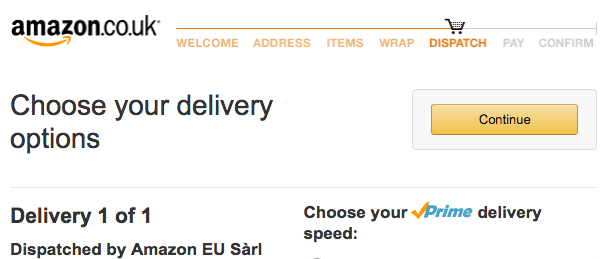 amazon.co.uk
WELCOME ADDRESS ITEMS WRAP DISPATCH PAY CONFIRM
Choose your delivery
options
Continue
Delivery 1 of 1
Dispatched by Amazon EU Sàrl
Choose your Prime delivery
speed: